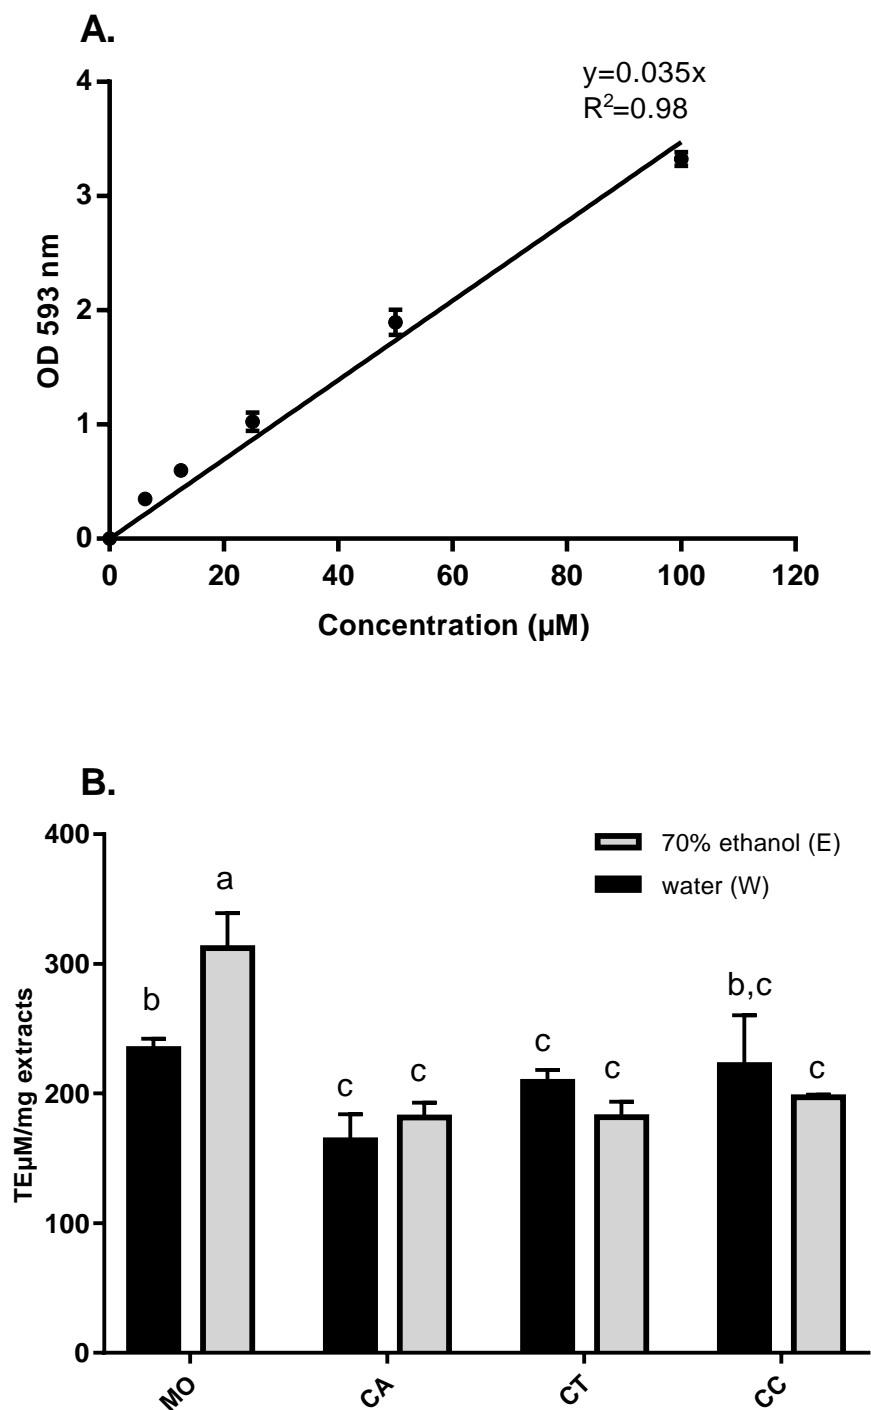 A.
y=0.035x
R²=0.98
4
3
2
1
0
OD 593 nm
0 20 40 60 80 100 120
Concentration (µM)
B.
70% ethanol (E)
water (W)
400
300
200
100
0
TEµM/mg extracts
b a c c c c b,c c
MO CA CT CC